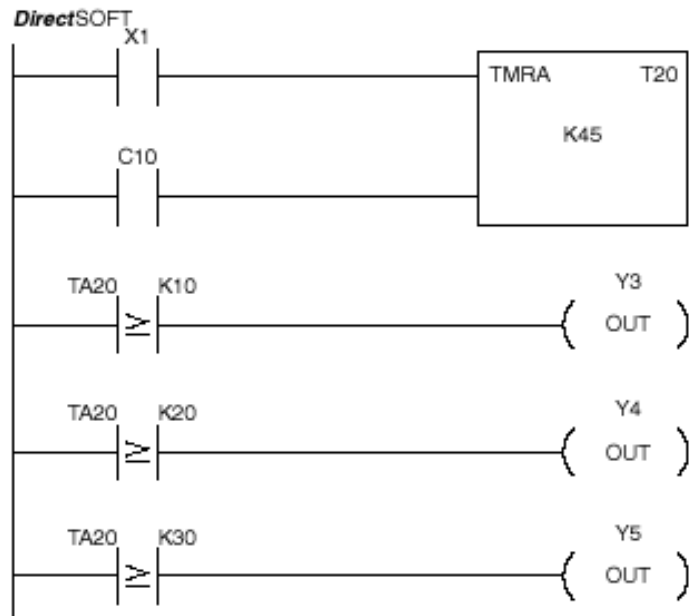 DirectSOFT
X1
TMRA T20
K45
C10
TA20 K10 Y3
≥ OUT
TA20 K20 Y4
≥ OUT
TA20 K30 Y5
≥ OUT